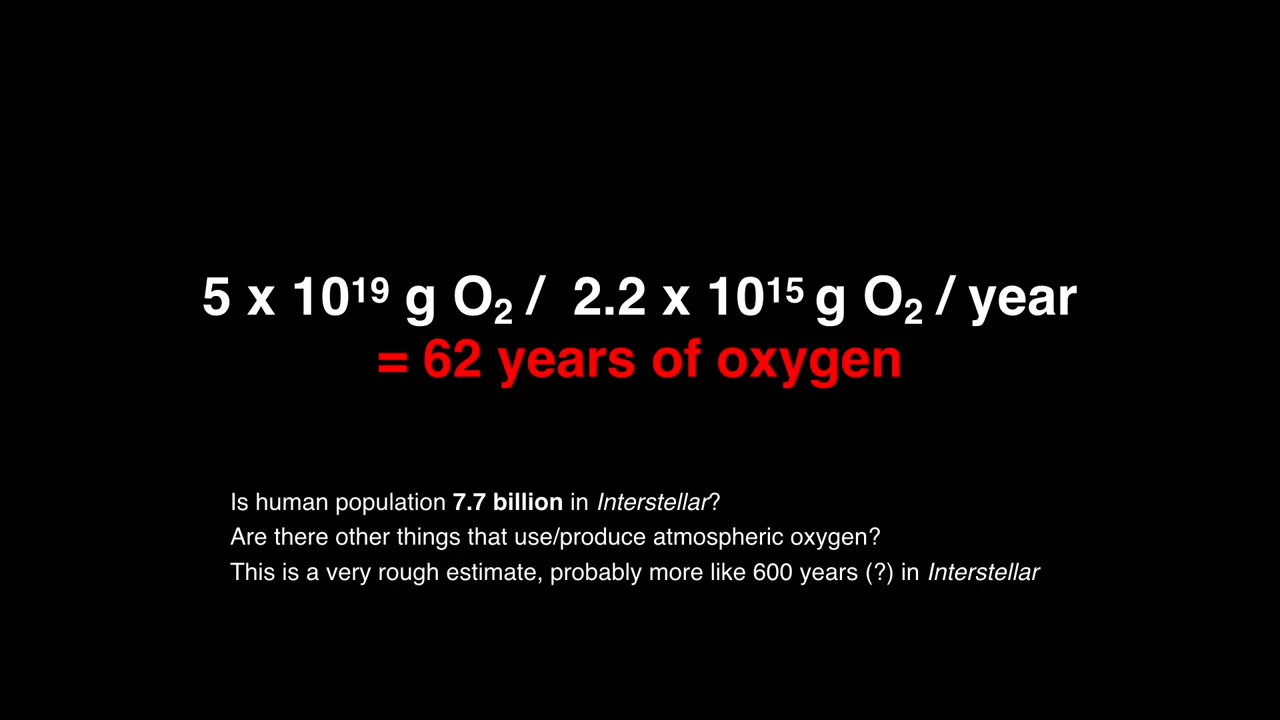 5 x 10¹⁹ g O₂ / 2.2 x 10¹⁵ g O₂ / year
= 62 years of oxygen
Is human population 7.7 billion in Interstellar?
Are there other things that use/produce atmospheric oxygen?
This is a very rough estimate, probably more like 600 years (?) in Interstellar